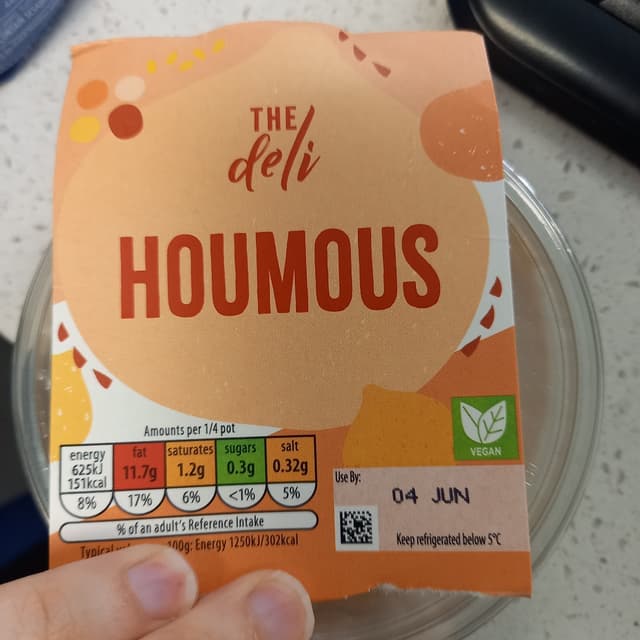 THE
deli
HOUMOUS
VEGAN
Amounts per 1/4 pot
energy fat saturates sugars salt
625kJ 11.7g 1.2g 0.3g 0.32g
151kcal
8% 17% 6% <1% 5%
% of an adult's Reference Intake
Typical 100g: Energy 1250kJ/302kcal
Use By:
04 JUN
Keep refrigerated below 5°C